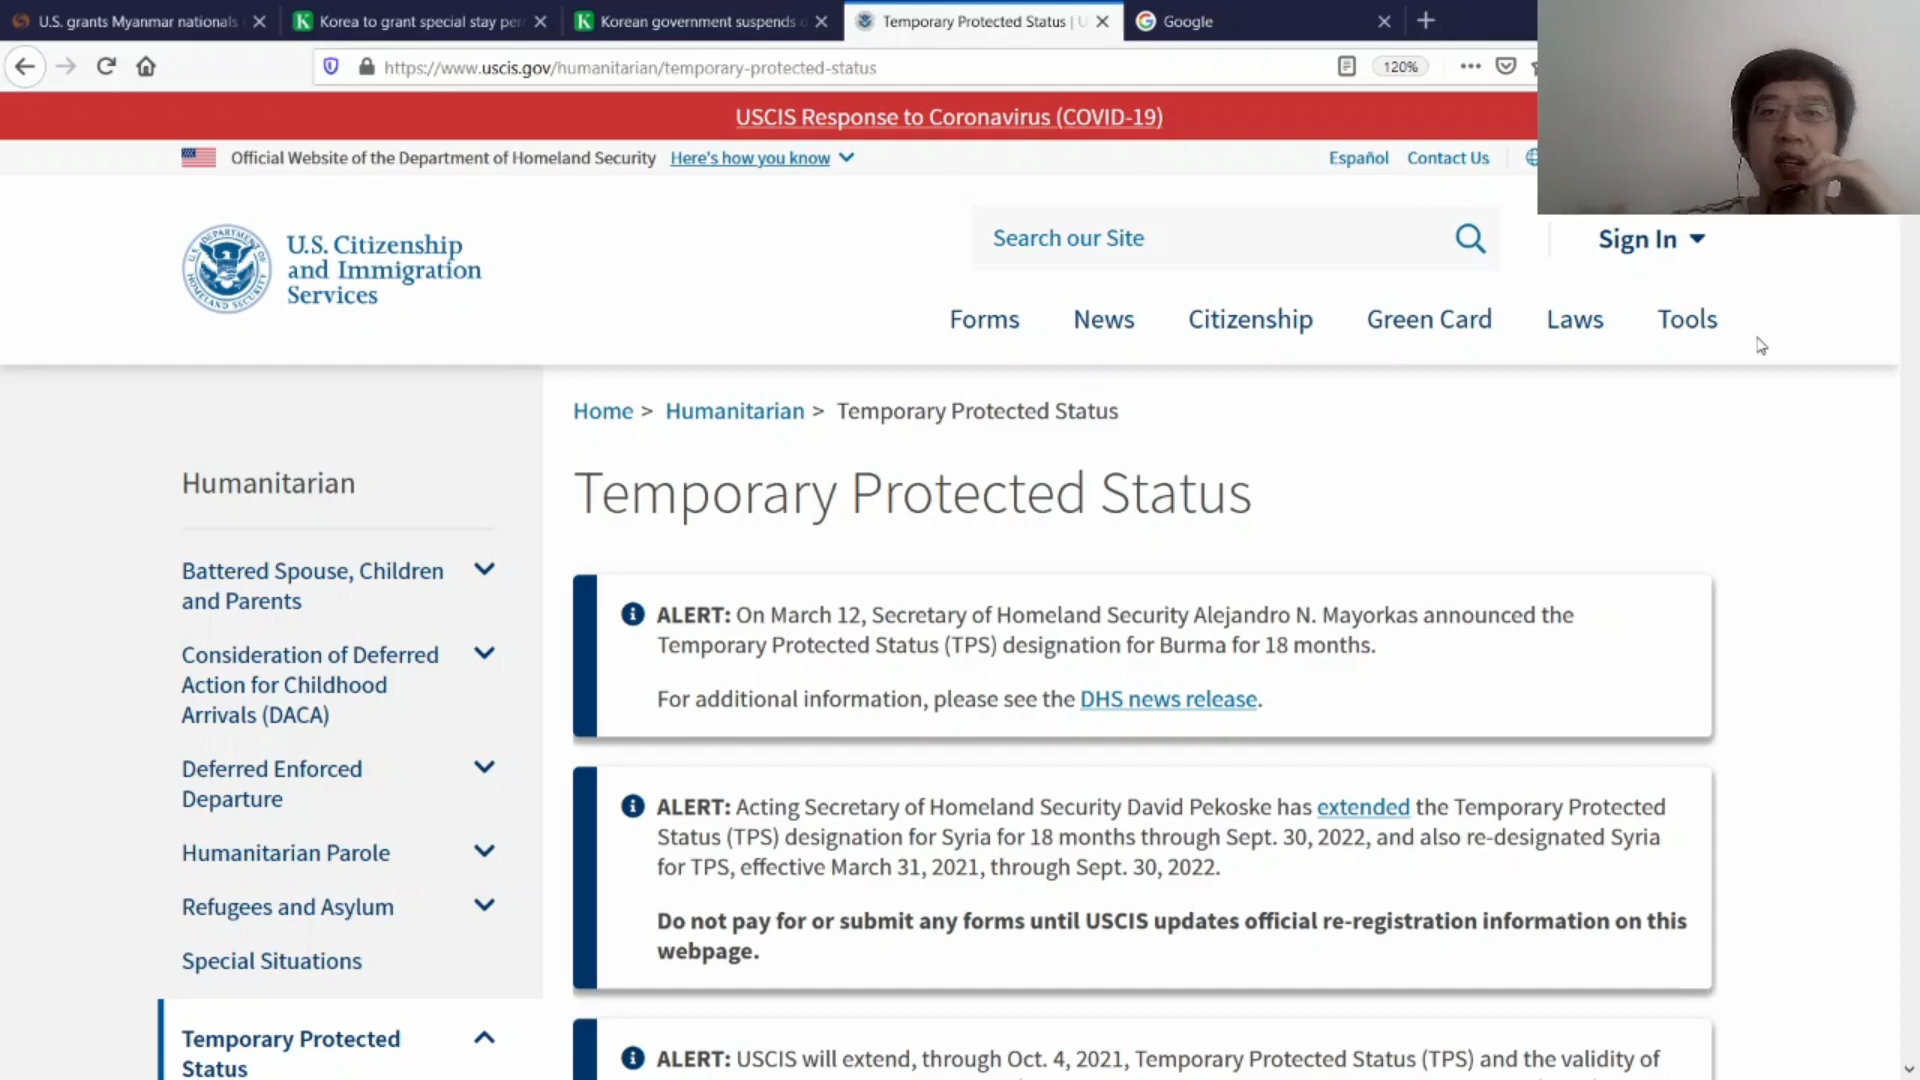 U.S. grants Myanmar nationals
Korea to grant special stay per
Korean government suspends d
Temporary Protected Status | U
Google
https://www.uscis.gov/humanitarian/temporary-protected-status
120%
USCIS Response to Coronavirus (COVID-19)
Official Website of the Department of Homeland Security Here's how you know
Español Contact Us
U.S. Citizenship
and Immigration
Services
Search our Site
Sign In
Forms News Citizenship Green Card Laws Tools
Home > Humanitarian > Temporary Protected Status
Humanitarian
Battered Spouse, Children
and Parents
Consideration of Deferred
Action for Childhood
Arrivals (DACA)
Deferred Enforced
Departure
Humanitarian Parole
Refugees and Asylum
Special Situations
Temporary Protected
Status
Temporary Protected Status
ALERT: On March 12, Secretary of Homeland Security Alejandro N. Mayorkas announced the
Temporary Protected Status (TPS) designation for Burma for 18 months.
For additional information, please see the DHS news release.
ALERT: Acting Secretary of Homeland Security David Pekoske has extended the Temporary Protected
Status (TPS) designation for Syria for 18 months through Sept. 30, 2022, and also re-designated Syria
for TPS, effective March 31, 2021, through Sept. 30, 2022.
Do not pay for or submit any forms until USCIS updates official re-registration information on this
webpage.
ALERT: USCIS will extend, through Oct. 4, 2021, Temporary Protected Status (TPS) and the validity of